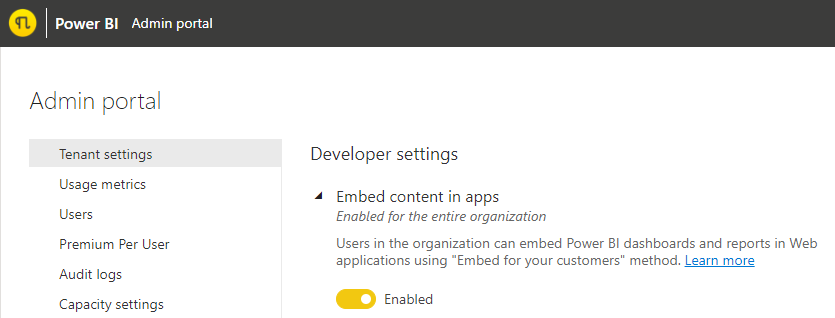 Power BI Admin portal
Admin portal
Tenant settings
Usage metrics
Users
Premium Per User
Audit logs
Capacity settings
Developer settings
Embed content in apps
Enabled for the entire organization
Users in the organization can embed Power BI dashboards and reports in Web
applications using "Embed for your customers" method. Learn more
Enabled